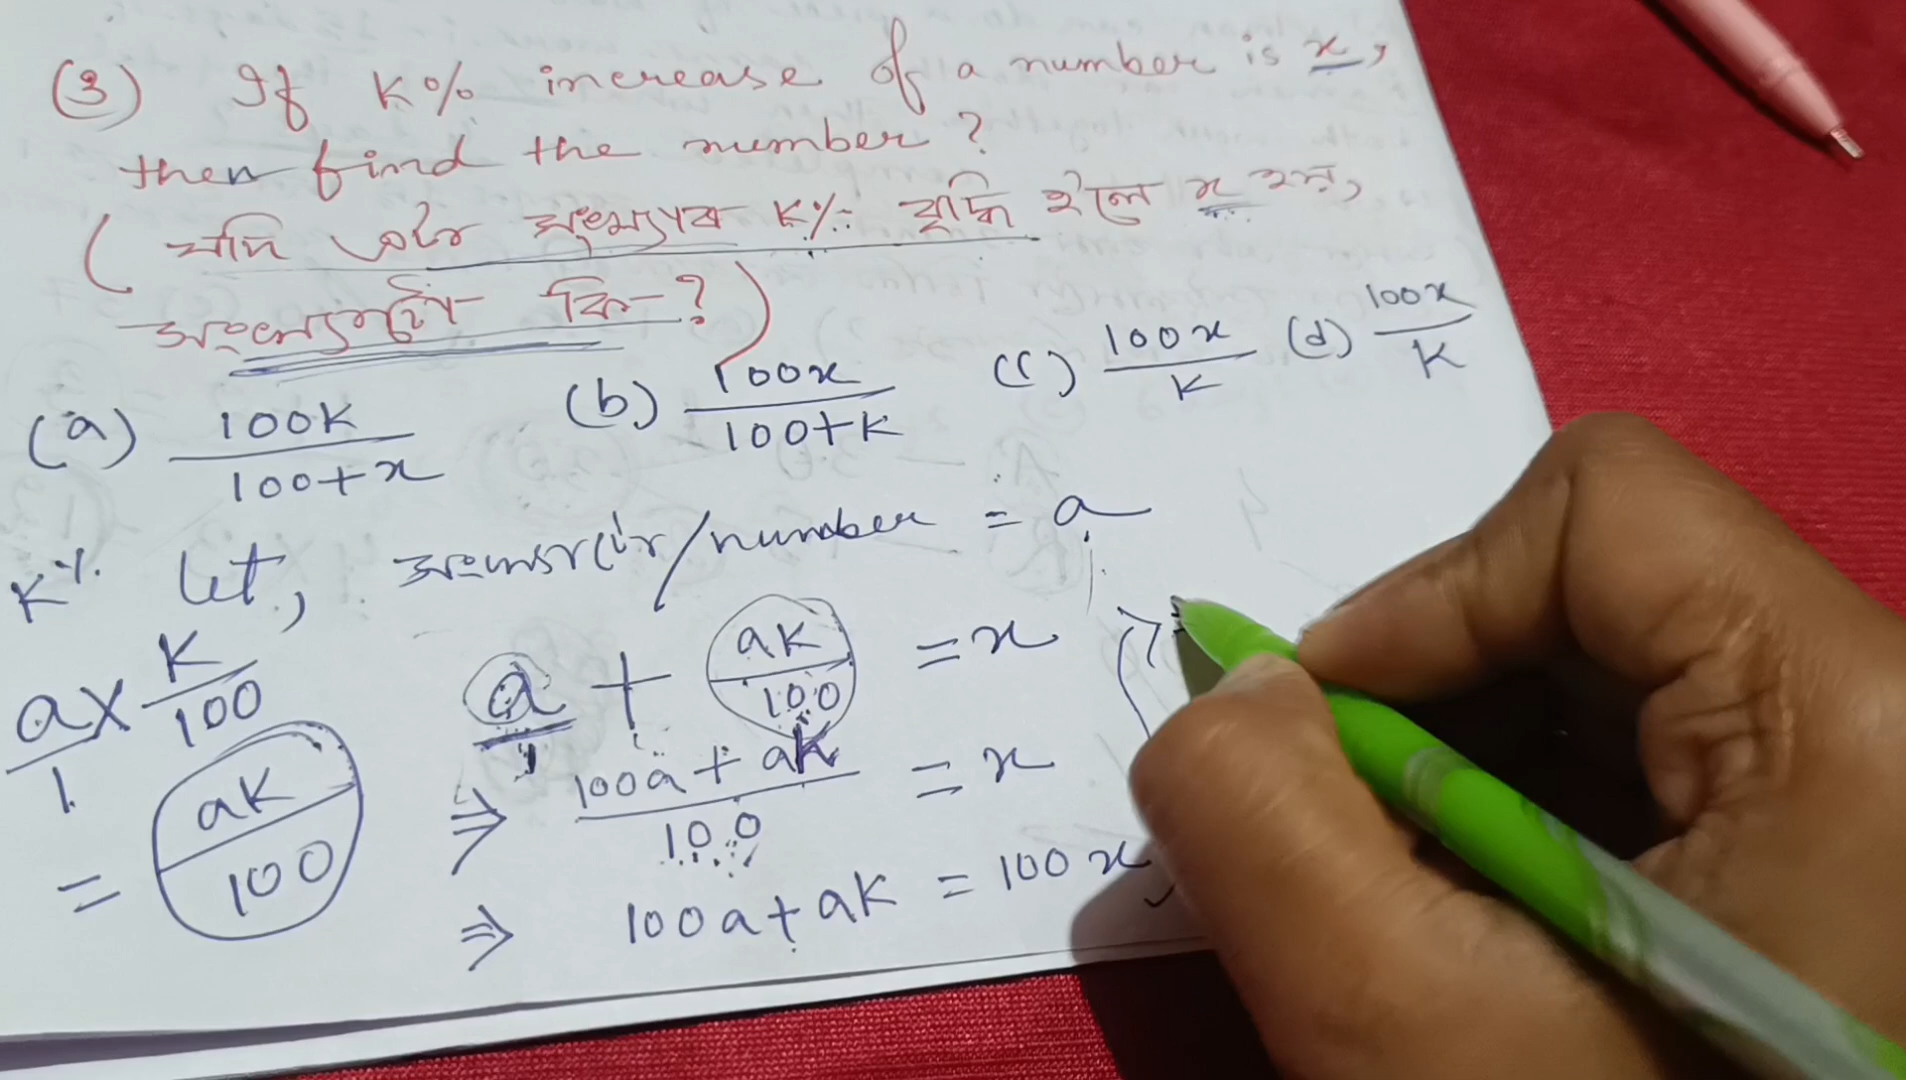 (3) If K% increase of a number is x,
then find the number?
( যদি কোন সংখ্যাকে K% বৃদ্ধি হলে x হয়,
সংখ্যাটি কি ? )
(a) 100K/100+x (b) 100x/100+K (c) 100x/K (d) 100x/K
K% Let, সংখ্যাটি/number = a
a/1 × K/100
a/1 + aK/100 = x
= aK/100
⇒ 100a + aK/100 = x
⇒ 100a + aK = 100x